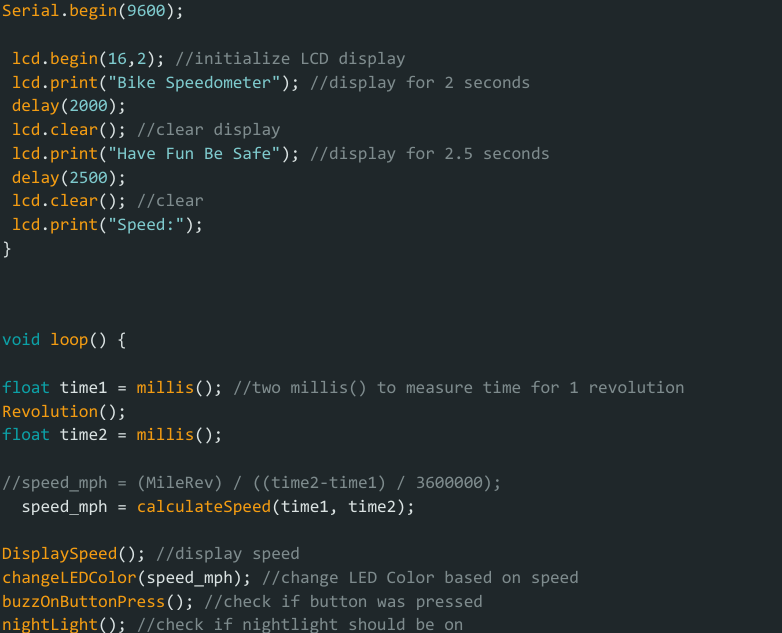 Serial.begin(9600);
lcd.begin(16,2); //initialize LCD display
lcd.print("Bike Speedometer"); //display for 2 seconds
delay(2000);
lcd.clear(); //clear display
lcd.print("Have Fun Be Safe"); //display for 2.5 seconds
delay(2500);
lcd.clear(); //clear
lcd.print("Speed:");
}
void loop() {
float time1 = millis(); //two millis() to measure time for 1 revolution
Revolution();
float time2 = millis();
//speed_mph = (MileRev) / ((time2-time1) / 3600000);
speed_mph = calculateSpeed(time1, time2);
DisplaySpeed(); //display speed
changeLEDColor(speed_mph); //change LED Color based on speed
buzzOnButtonPress(); //check if button was pressed
nightLight(); //check if nightlight should be on